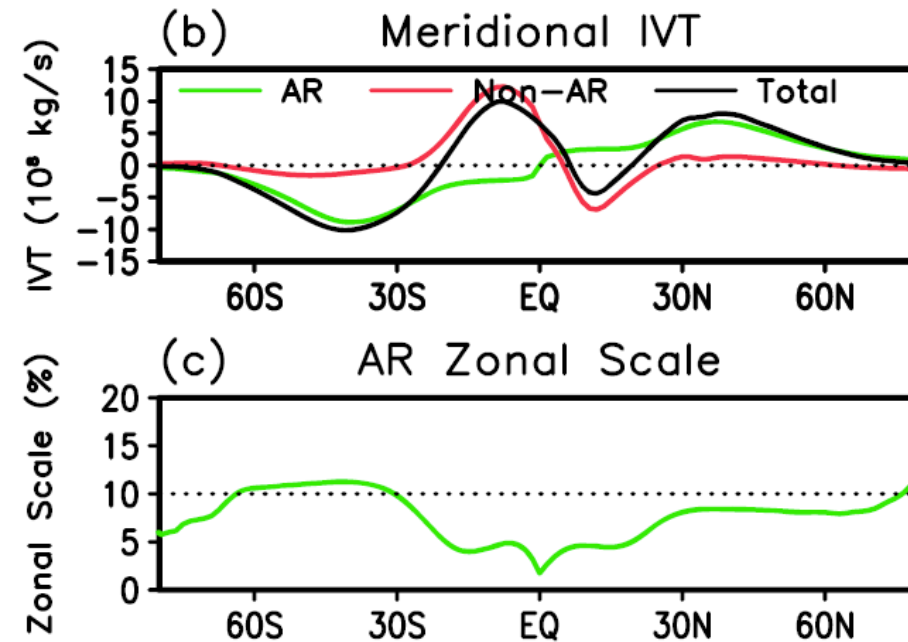 (b) Meridional IVT
IVT (10⁸ kg/s)
15
10
5
0
−5
−10
−15
AR Non−AR Total
60S 30S EQ 30N 60N
(c) AR Zonal Scale
Zonal Scale (%)
20
15
10
5
0
60S 30S EQ 30N 60N